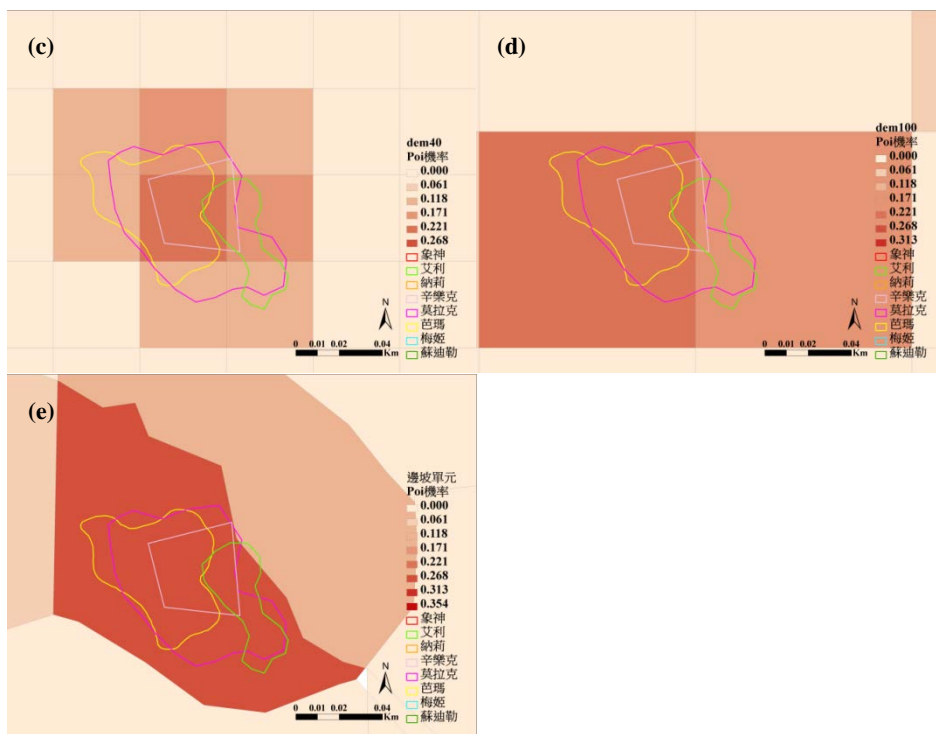 (c)
dem40
Poi機率
0.000
0.061
0.118
0.171
0.221
0.268
象神
艾利
納莉
辛樂克
莫拉克
芭瑪
梅姬
蘇迪勒
N
0 0.01 0.02 0.04
Km
(d)
dem100
Poi機率
0.000
0.061
0.118
0.171
0.221
0.268
0.313
象神
艾利
納莉
辛樂克
莫拉克
芭瑪
梅姬
蘇迪勒
N
0 0.01 0.02 0.04
Km
(e)
邊坡單元
Poi機率
0.000
0.061
0.118
0.171
0.221
0.268
0.313
0.354
象神
艾利
納莉
辛樂克
莫拉克
芭瑪
梅姬
蘇迪勒
N
0 0.01 0.02 0.04
Km